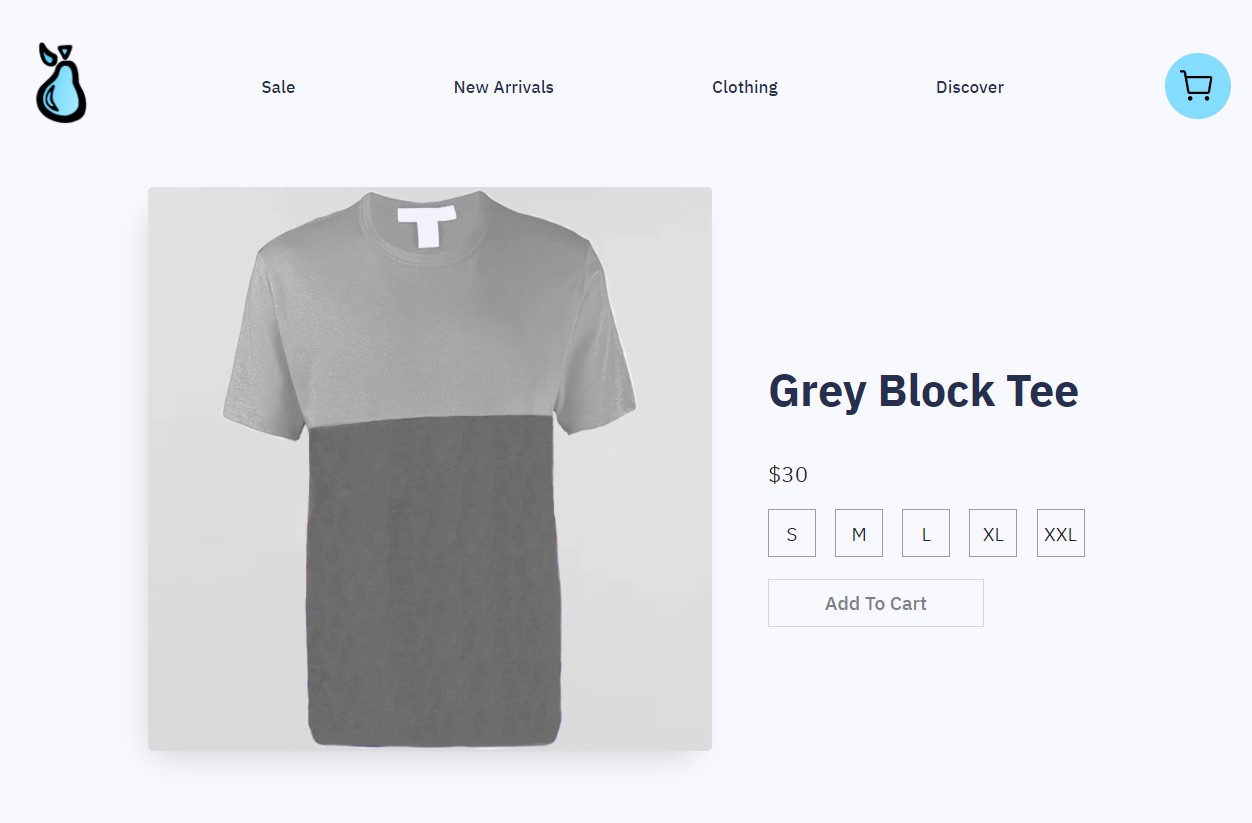 Sale New Arrivals Clothing Discover
Grey Block Tee
$30
S M L XL XXL
Add To Cart